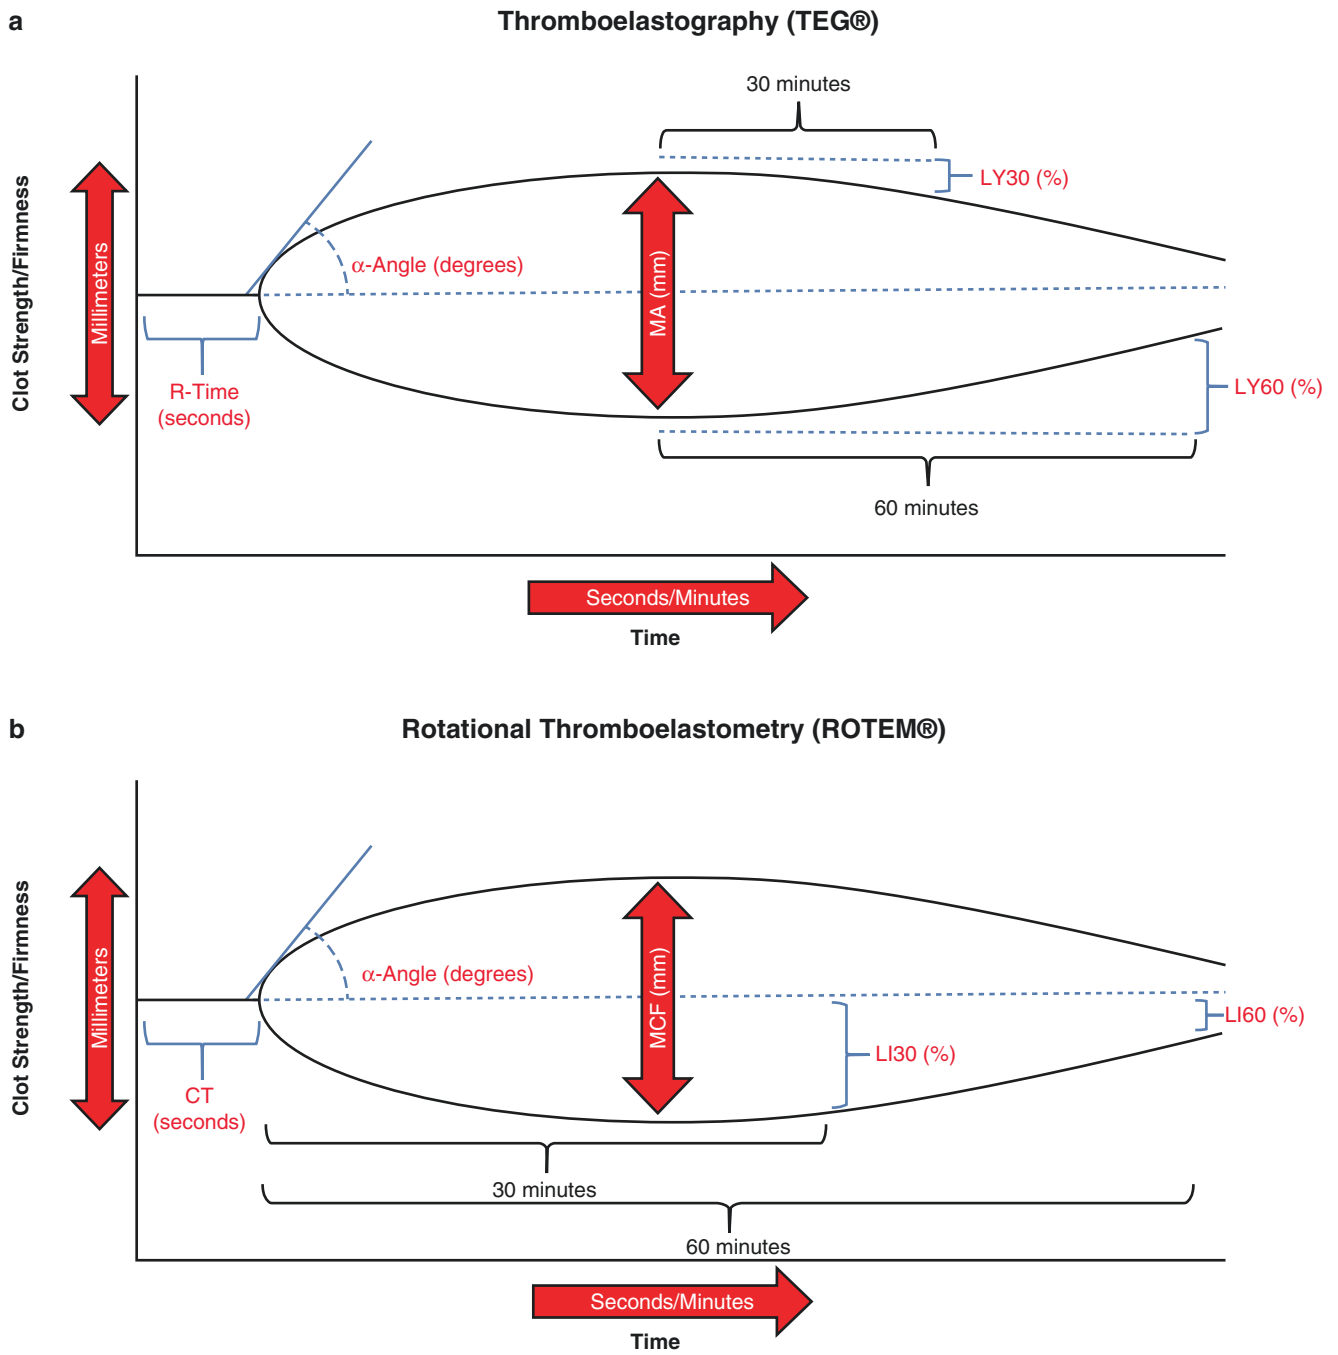 a
Thromboelastography (TEG®)
30 minutes
LY30 (%)
Clot Strength/Firmness
Millimeters
α-Angle (degrees)
MA (mm)
R-Time
(seconds)
LY60 (%)
60 minutes
Seconds/Minutes
Time
b
Rotational Thromboelastometry (ROTEM®)
Clot Strength/Firmness
Millimeters
α-Angle (degrees)
MCF (mm)
LI60 (%)
LI30 (%)
CT
(seconds)
30 minutes
60 minutes
Seconds/Minutes
Time